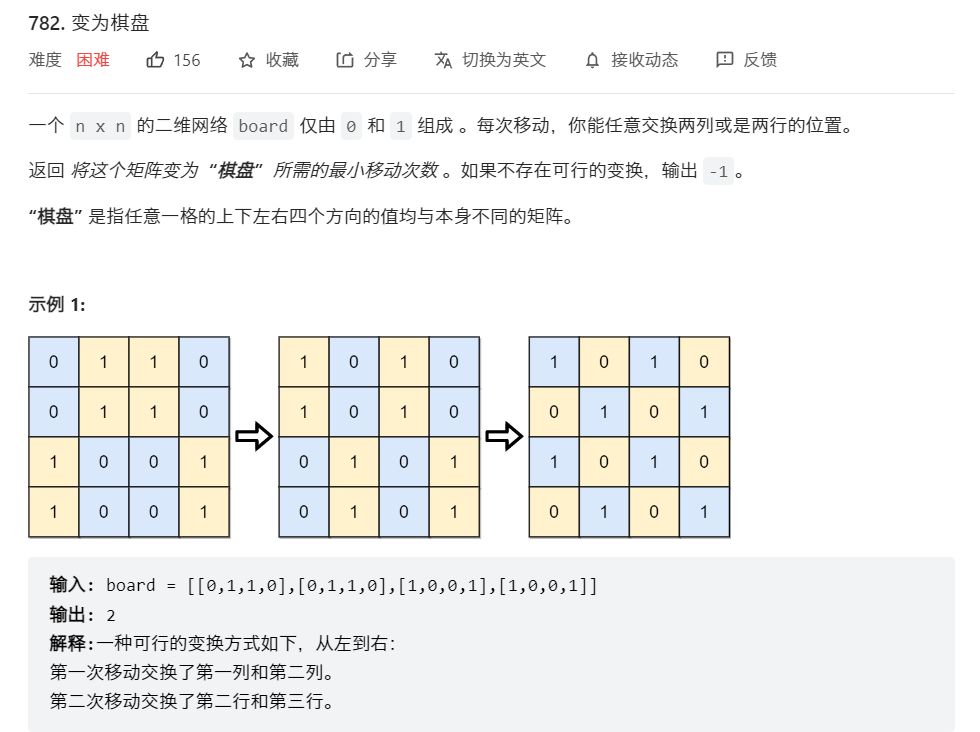 782. 变为棋盘
难度 困难 156 收藏 分享 切换为英文 接收动态 反馈
一个 n x n 的二维网络 board 仅由 0 和 1 组成 。每次移动，你能任意交换两列或是两行的位置。
返回 将这个矩阵变为 “棋盘” 所需的最小移动次数 。如果不存在可行的变换，输出 -1。
“棋盘” 是指任意一格的上下左右四个方向的值均与本身不同的矩阵。
示例 1:
0 1 1 0 1 0 1 0 1 0 1 0
0 1 1 0 1 0 1 0 0 1 0 1
1 0 0 1 0 1 0 1 1 0 1 0
1 0 0 1 0 1 0 1 0 1 0 1
输入: board = [[0,1,1,0],[0,1,1,0],[1,0,0,1],[1,0,0,1]]
输出: 2
解释:一种可行的变换方式如下，从左到右：
第一次移动交换了第一列和第二列。
第二次移动交换了第二行和第三行。